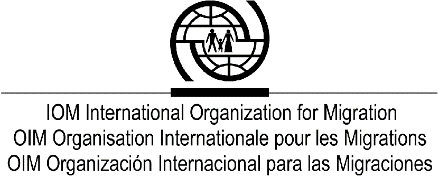 IOM International Organization for Migration
OIM Organisation Internationale pour les Migrations
OIM Organización Internacional para las Migraciones